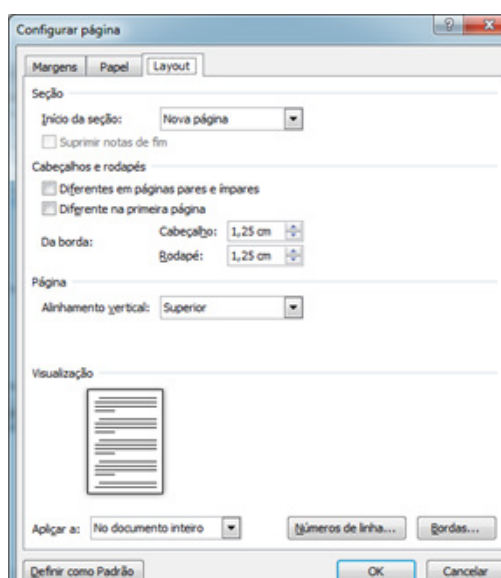 Configurar página
Margens Papel Layout
Seção
Início da seção: Nova página
Suprimir notas de fim
Cabeçalhos e rodapés
Diferentes em páginas pares e ímpares
Diferente na primeira página
Cabeçalho: 1,25 cm
Da borda:
Rodapé: 1,25 cm
Página
Alinhamento vertical: Superior
Visualização
Aplicar a: No documento inteiro Números de linha... Bordas...
Definir como Padrão OK Cancelar